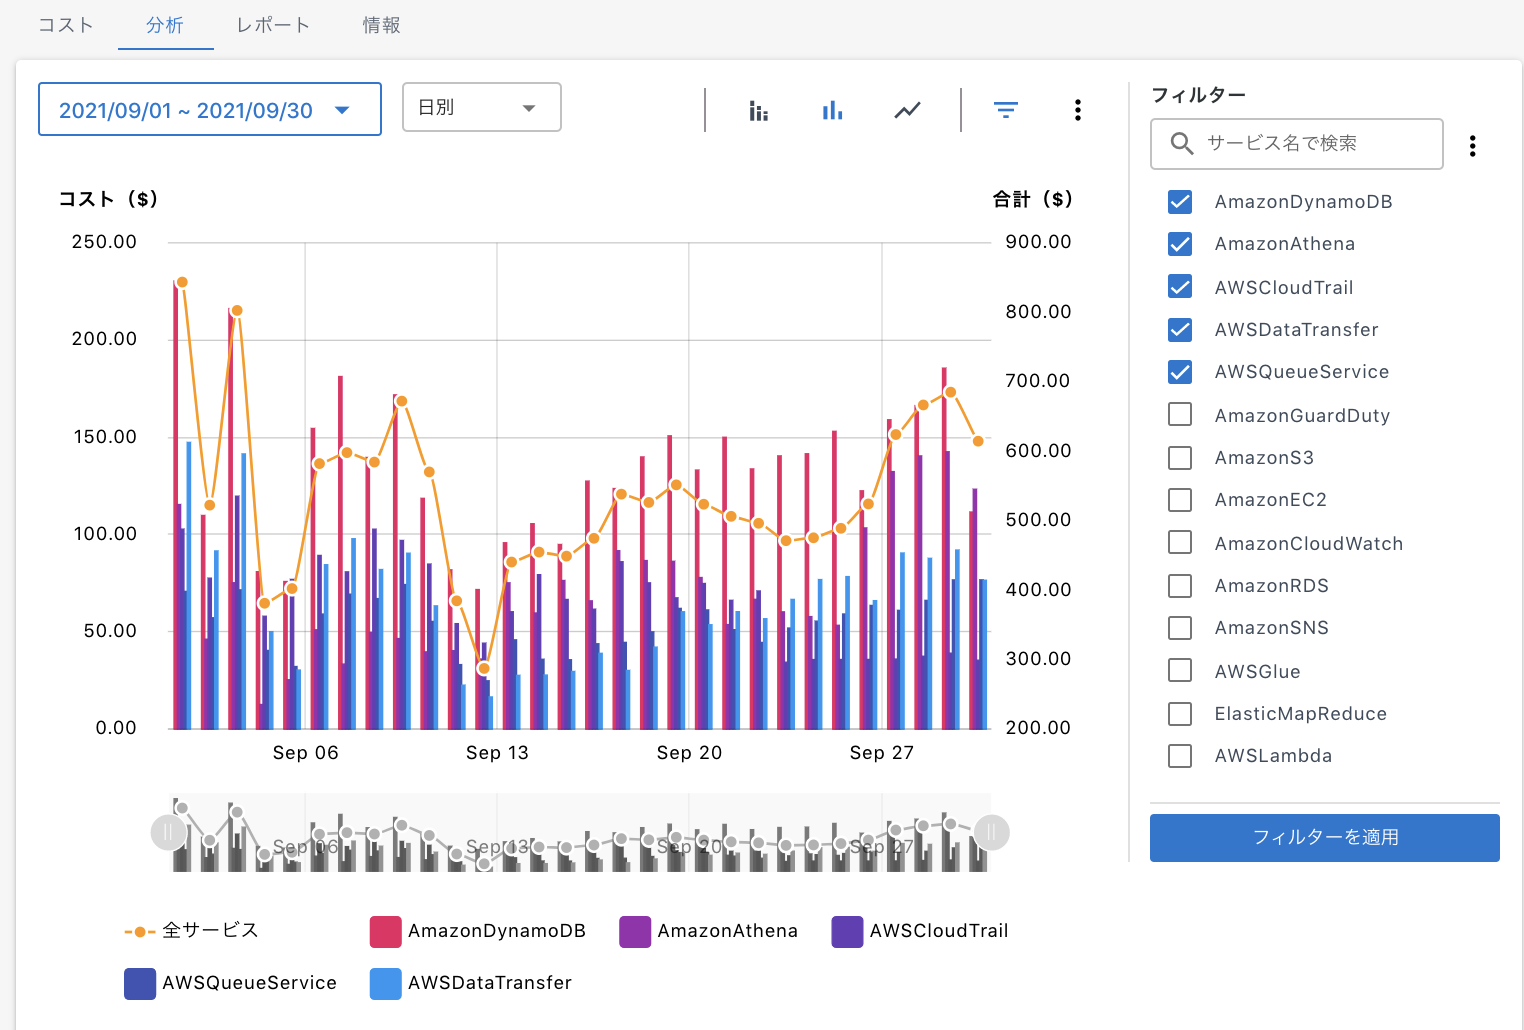 コスト 分析 レポート 情報
2021/09/01 ~ 2021/09/30 日別
コスト（$） 合計（$）
250.00 900.00
200.00 800.00
150.00 700.00
100.00 600.00
50.00 500.00
0.00 400.00
300.00
200.00
Sep 06 Sep 13 Sep 20 Sep 27
Sep 06 Sep 13 Sep 20 Sep 27
全サービス AmazonDynamoDB AmazonAthena AWSCloudTrail
AWSQueueService AWSDataTransfer
フィルター
サービス名で検索
AmazonDynamoDB
AmazonAthena
AWSCloudTrail
AWSDataTransfer
AWSQueueService
AmazonGuardDuty
AmazonS3
AmazonEC2
AmazonCloudWatch
AmazonRDS
AmazonSNS
AWSGlue
ElasticMapReduce
AWSLambda
フィルターを適用